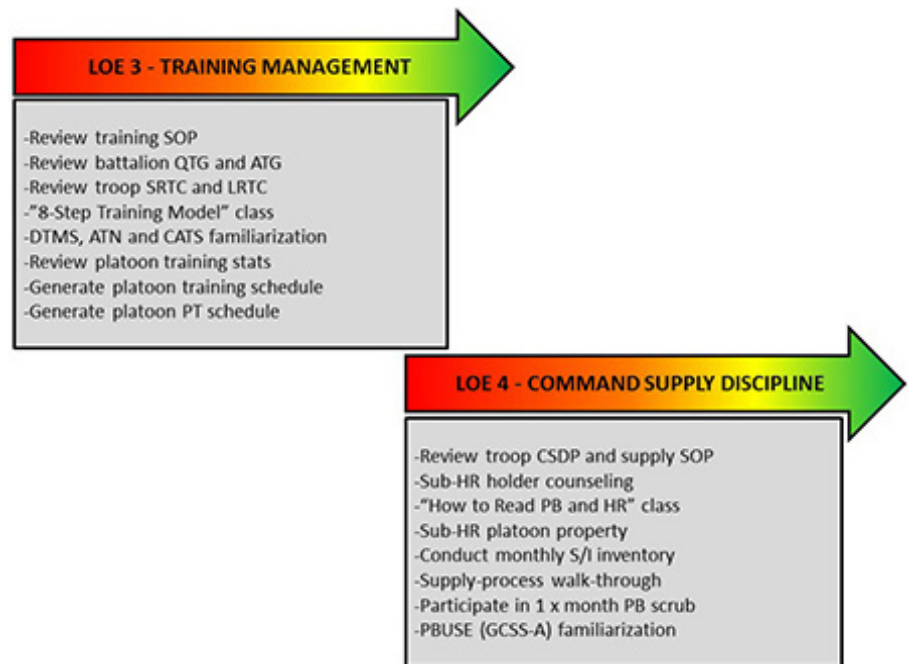 LOE 3 - TRAINING MANAGEMENT
-Review training SOP
-Review battalion QTG and ATG
-Review troop SRTC and LRTC
-"8-Step Training Model" class
-DTMS, ATN and CATS familiarization
-Review platoon training stats
-Generate platoon training schedule
-Generate platoon PT schedule
LOE 4 - COMMAND SUPPLY DISCIPLINE
-Review troop CSDP and supply SOP
-Sub-HR holder counseling
-"How to Read PB and HR" class
-Sub-HR platoon property
-Conduct monthly S/I inventory
-Supply-process walk-through
-Participate in 1 x month PB scrub
-PBUSE (GCSS-A) familiarization